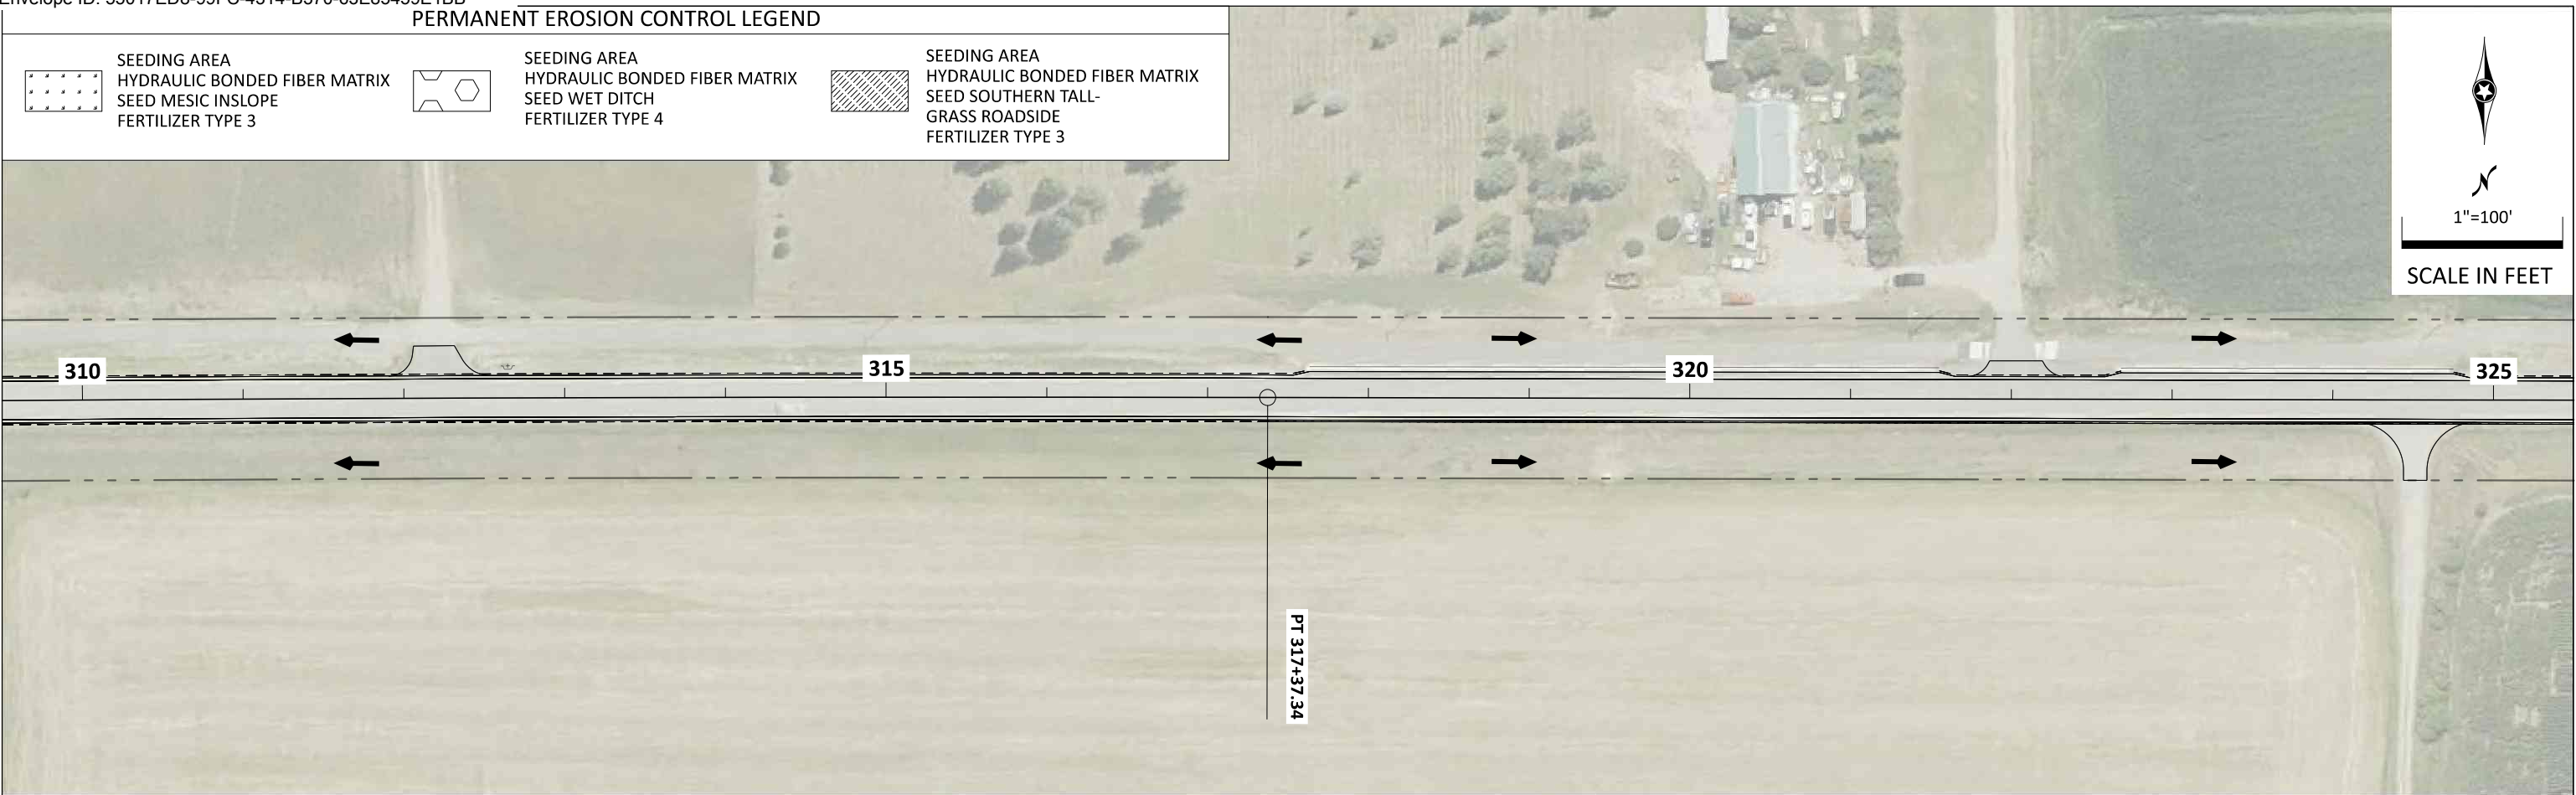 PERMANENT EROSION CONTROL LEGEND
SEEDING AREA
HYDRAULIC BONDED FIBER MATRIX
SEED MESIC INSLOPE
FERTILIZER TYPE 3
SEEDING AREA
HYDRAULIC BONDED FIBER MATRIX
SEED WET DITCH
FERTILIZER TYPE 4
SEEDING AREA
HYDRAULIC BONDED FIBER MATRIX
SEED SOUTHERN TALL-
GRASS ROADSIDE
FERTILIZER TYPE 3
N
1"=100'
SCALE IN FEET
310
315
320
325
PT 317+37.34